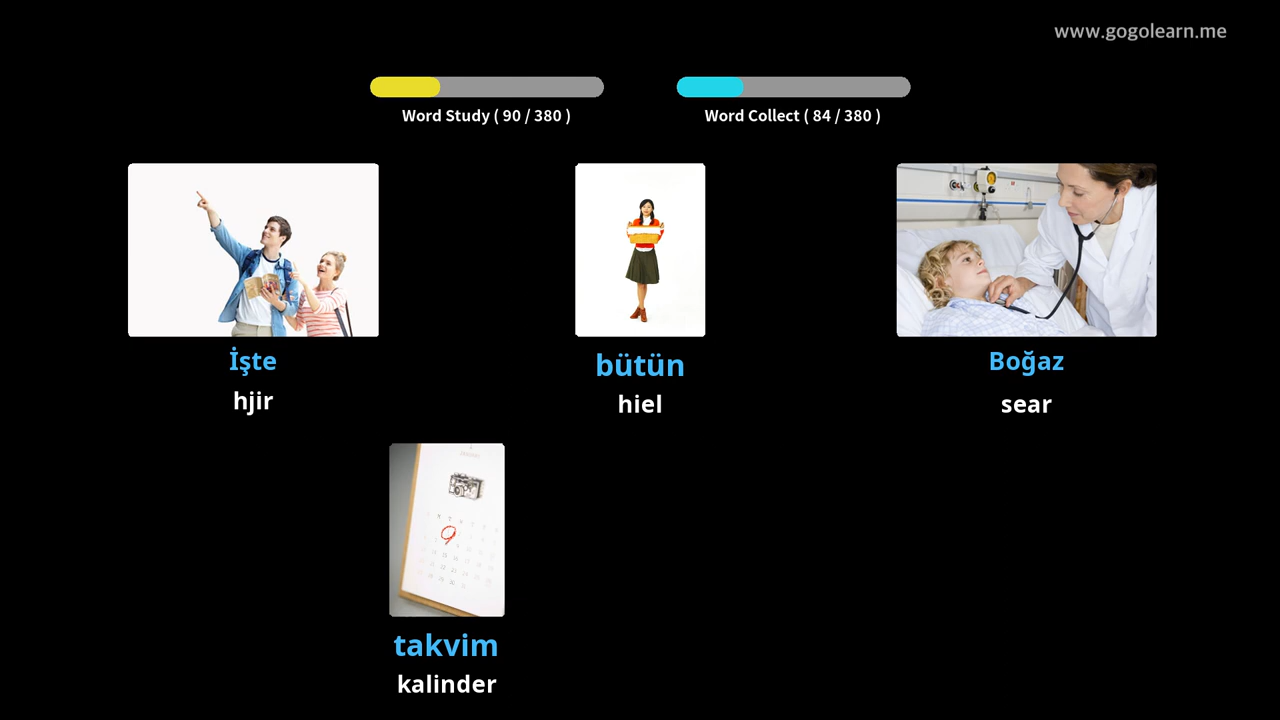 www.gogolearn.me
Word Study ( 90 / 380 )
Word Collect ( 84 / 380 )
İşte
hjir
bütün
hiel
Boğaz
sear
takvim
kalinder